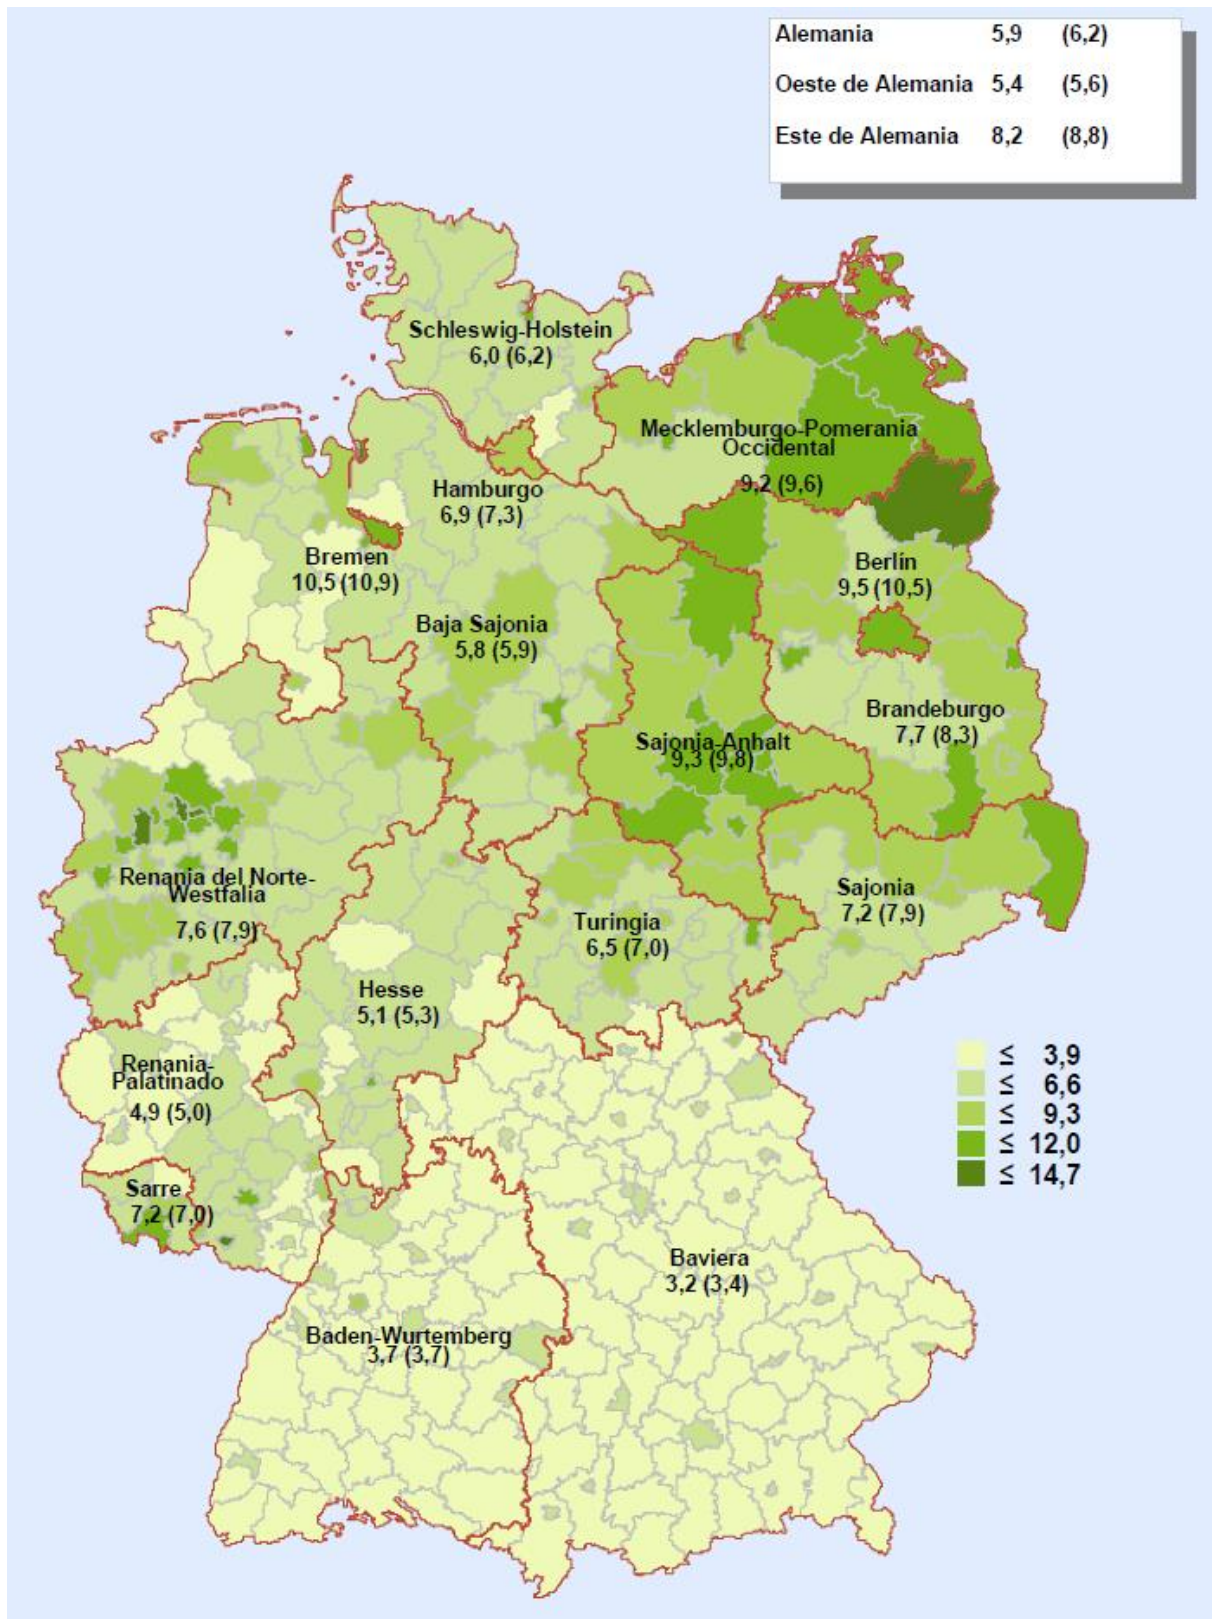 Alemania 5,9 (6,2)
Oeste de Alemania 5,4 (5,6)
Este de Alemania 8,2 (8,8)
Schleswig-Holstein
6,0 (6,2)
Mecklemburgo-Pomerania
Occidental
9,2 (9,6)
Hamburgo
6,9 (7,3)
Bremen
10,5 (10,9)
Berlín
9,5 (10,5)
Baja Sajonia
5,8 (5,9)
Brandeburgo
7,7 (8,3)
Sajonia-Anhalt
9,3 (9,8)
Renania del Norte-
Westfalia
7,6 (7,9)
Sajonia
7,2 (7,9)
Turingia
6,5 (7,0)
Hesse
5,1 (5,3)
Renania-
Palatinado
4,9 (5,0)
≤ 3,9
≤ 6,6
≤ 9,3
≤ 12,0
≤ 14,7
Sarre
7,2 (7,0)
Baviera
3,2 (3,4)
Baden-Wurtemberg
3,7 (3,7)